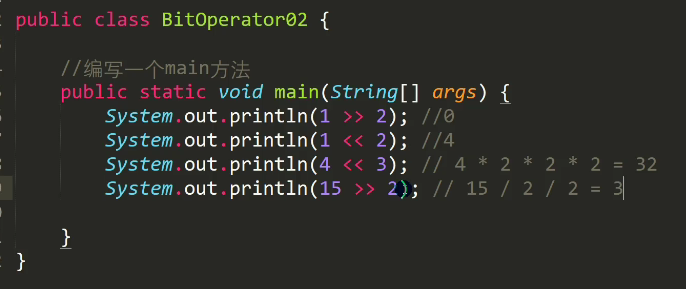 public class BitOperator02 {
//编写一个main方法
public static void main(String[] args) {
System.out.println(1 >> 2); //0
System.out.println(1 << 2); //4
System.out.println(4 << 3); // 4 * 2 * 2 * 2 = 32
System.out.println(15 >> 2); // 15 / 2 / 2 = 3
}
}